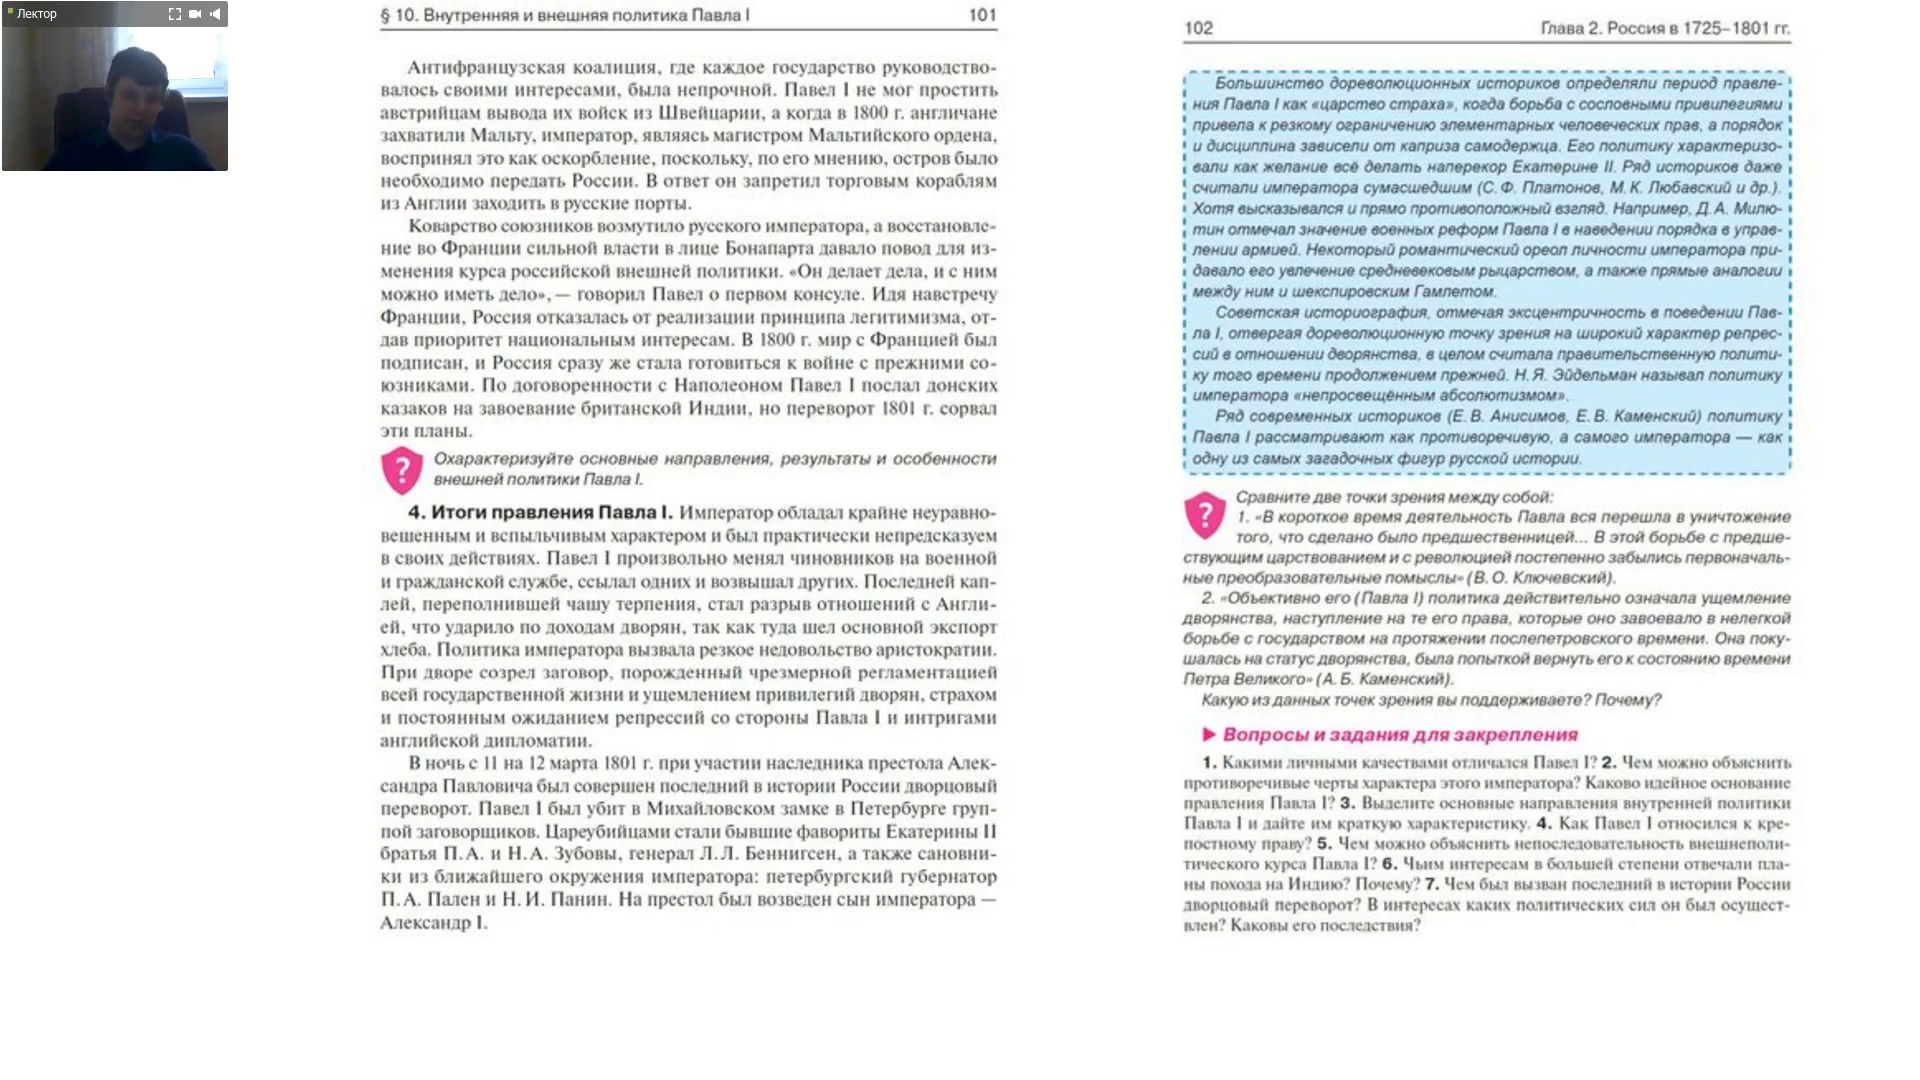 Лектор
§ 10. Внутренняя и внешняя политика Павла I 101
Антифранцузская коалиция, где каждое государство руководство-
валось своими интересами, была непрочной. Павел I не мог простить
австрийцам вывода их войск из Швейцарии, а когда в 1800 г. англичане
захватили Мальту, император, являясь магистром Мальтийского ордена,
воспринял это как оскорбление, поскольку, по его мнению, остров было
необходимо передать России. В ответ он запретил торговым кораблям
из Англии заходить в русские порты.
Коварство союзников возмутило русского императора, а восстановле-
ние во Франции сильной власти в лице Бонапарта давало повод для из-
менения курса российской внешней политики. «Он делает дела, и с ним
можно иметь дело», — говорил Павел о первом консуле. Идя навстречу
Франции, Россия отказалась от реализации принципа легитимизма, от-
дав приоритет национальным интересам. В 1800 г. мир с Францией был
подписан, и Россия сразу же стала готовиться к войне с прежними со-
юзниками. По договоренности с Наполеоном Павел I послал донских
казаков на завоевание британской Индии, но переворот 1801 г. сорвал
эти планы.
? Охарактеризуйте основные направления, результаты и особенности
внешней политики Павла I.
4. Итоги правления Павла I. Император обладал крайне неуравно-
вешенным и вспыльчивым характером и был практически непредсказуем
в своих действиях. Павел I произвольно менял чиновников на военной
и гражданской службе, ссылал одних и возвышал других. Последней кап-
лей, переполнившей чашу терпения, стал разрыв отношений с Англи-
ей, что ударило по доходам дворян, так как туда шел основной экспорт
хлеба. Политика императора вызвала резкое недовольство аристократии.
При дворе созрел заговор, порожденный чрезмерной регламентацией
всей государственной жизни и ущемлением привилегий дворян, страхом
и постоянным ожиданием репрессий со стороны Павла I и интригами
английской дипломатии.
В ночь с 11 на 12 марта 1801 г. при участии наследника престола Алек-
сандра Павловича был совершен последний в истории России дворцовый
переворот. Павел I был убит в Михайловском замке в Петербурге груп-
пой заговорщиков. Цареубийцами стали бывшие фавориты Екатерины II
братья П. А. и Н. А. Зубовы, генерал Л. Л. Беннигсен, а также сановни-
ки из ближайшего окружения императора: петербургский губернатор
П. А. Пален и Н. И. Панин. На престол был возведен сын императора —
Александр I.
102 Глава 2. Россия в 1725–1801 гг.
Большинство дореволюционных историков определяли период правле-
ния Павла I как «царство страха», когда борьба с сословными привилегиями
привела к резкому ограничению элементарных человеческих прав, а порядок
и дисциплина зависели от каприза самодержца. Его политику характеризо-
вали как желание всё делать наперекор Екатерине II. Ряд историков даже
считали императора сумасшедшим (С. Ф. Платонов, М. К. Любавский и др.).
Хотя высказывался и прямо противоположный взгляд. Например, Д. А. Милю-
тин отмечал значение военных реформ Павла I в наведении порядка в управ-
лении армией. Некоторый романтический ореол личности императора при-
давало его увлечение средневековым рыцарством, а также прямые аналогии
между ним и шекспировским Гамлетом.
Советская историография, отмечая эксцентричность в поведении Пав-
ла I, отвергая дореволюционную точку зрения на широкий характер репрес-
сий в отношении дворянства, в целом считала правительственную полити-
ку того времени продолжением прежней. Н. Я. Эйдельман называл политику
императора «непросвещённым абсолютизмом».
Ряд современных историков (Е. В. Анисимов, Е. В. Каменский) политику
Павла I рассматривают как противоречивую, а самого императора — как
одну из самых загадочных фигур русской истории.
? Сравните две точки зрения между собой:
1. «В короткое время деятельность Павла вся перешла в уничтожение
того, что сделано было предшественницей... В этой борьбе с предше-
ствующим царствованием и с революцией постепенно забылись первоначаль-
ные преобразовательные помыслы» (В. О. Ключевский).
2. «Объективно его (Павла I) политика действительно означала ущемление
дворянства, наступление на те его права, которые оно завоевало в нелегкой
борьбе с государством на протяжении послепетровского времени. Она поку-
шалась на статус дворянства, была попыткой вернуть его к состоянию времени
Петра Великого» (А. Б. Каменский).
Какую из данных точек зрения вы поддерживаете? Почему?
Вопросы и задания для закрепления
1. Какими личными качествами отличался Павел I? 2. Чем можно объяснить
противоречивые черты характера этого императора? Каково идейное основание
правления Павла I? 3. Выделите основные направления внутренней политики
Павла I и дайте им краткую характеристику. 4. Как Павел I относился к кре-
постному праву? 5. Чем можно объяснить непоследовательность внешнеполи-
тического курса Павла I? 6. Чьим интересам в большей степени отвечали пла-
ны похода на Индию? Почему? 7. Чем был вызван последний в истории России
дворцовый переворот? В интересах каких политических сил он был осущест-
влен? Каковы его последствия?